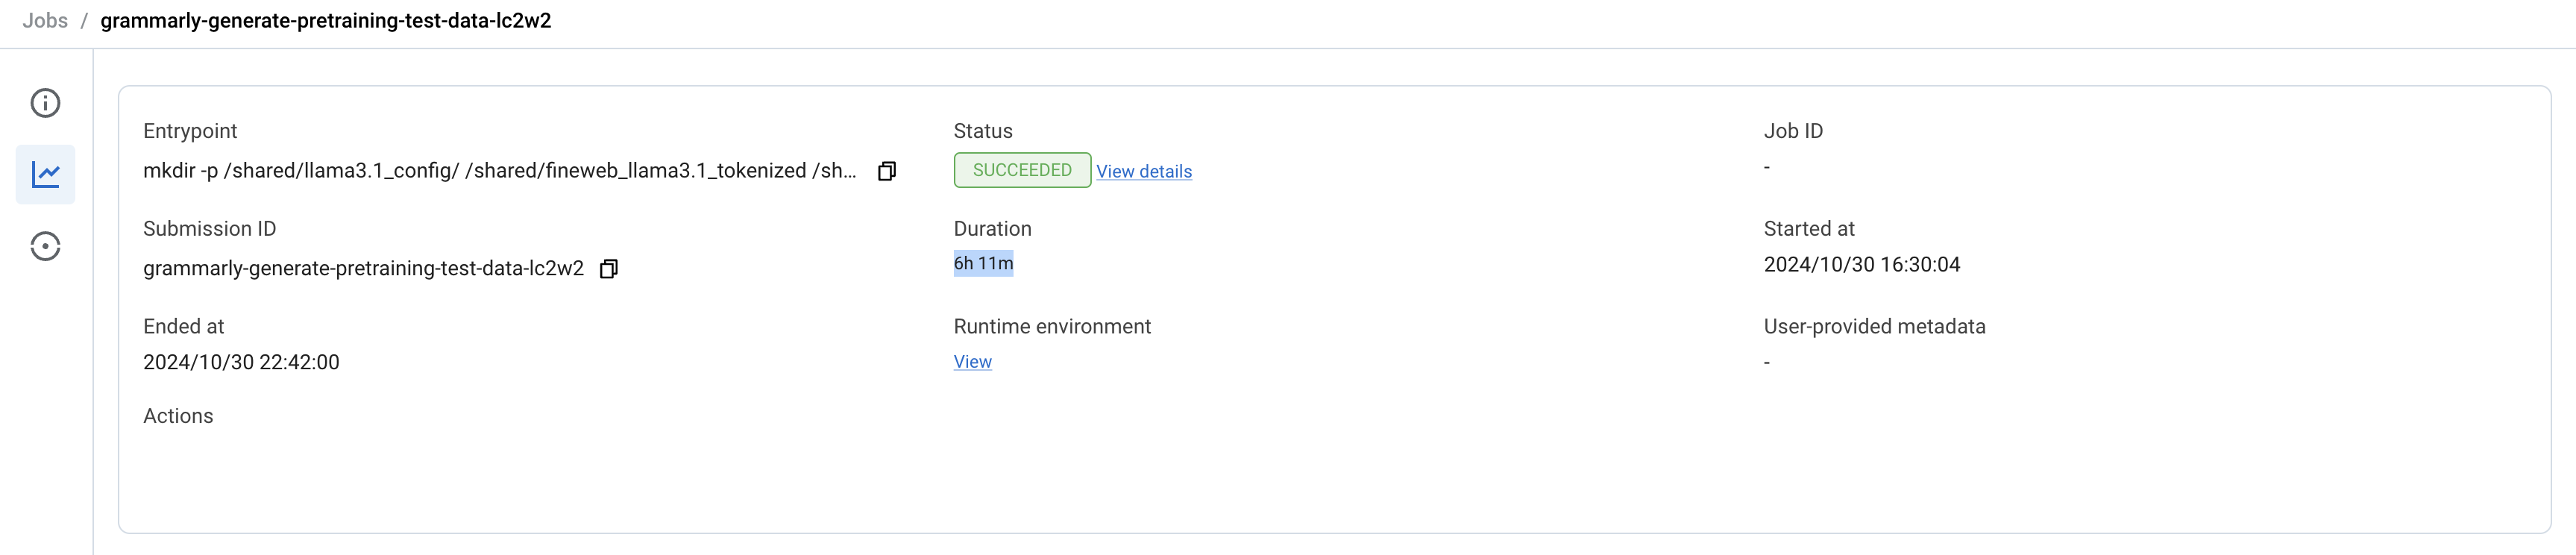 Jobs / grammarly-generate-pretraining-test-data-lc2w2
Entrypoint
mkdir -p /shared/llama3.1_config/ /shared/fineweb_llama3.1_tokenized /sh...
Status
SUCCEEDED View details
Job ID
-
Submission ID
grammarly-generate-pretraining-test-data-lc2w2
Duration
6h 11m
Started at
2024/10/30 16:30:04
Ended at
2024/10/30 22:42:00
Runtime environment
View
User-provided metadata
-
Actions